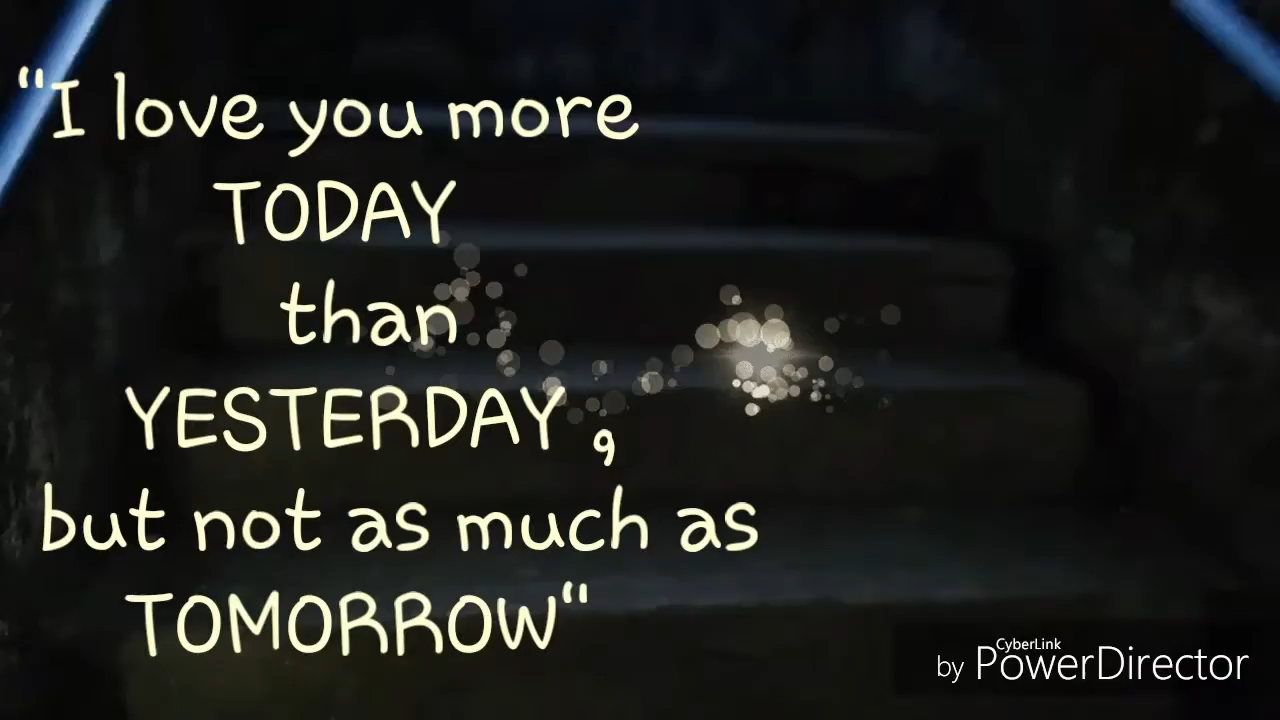 “I love you more
TODAY
than
YESTERDAY ,
but not as much as
TOMORROW“
CyberLink
by PowerDirector